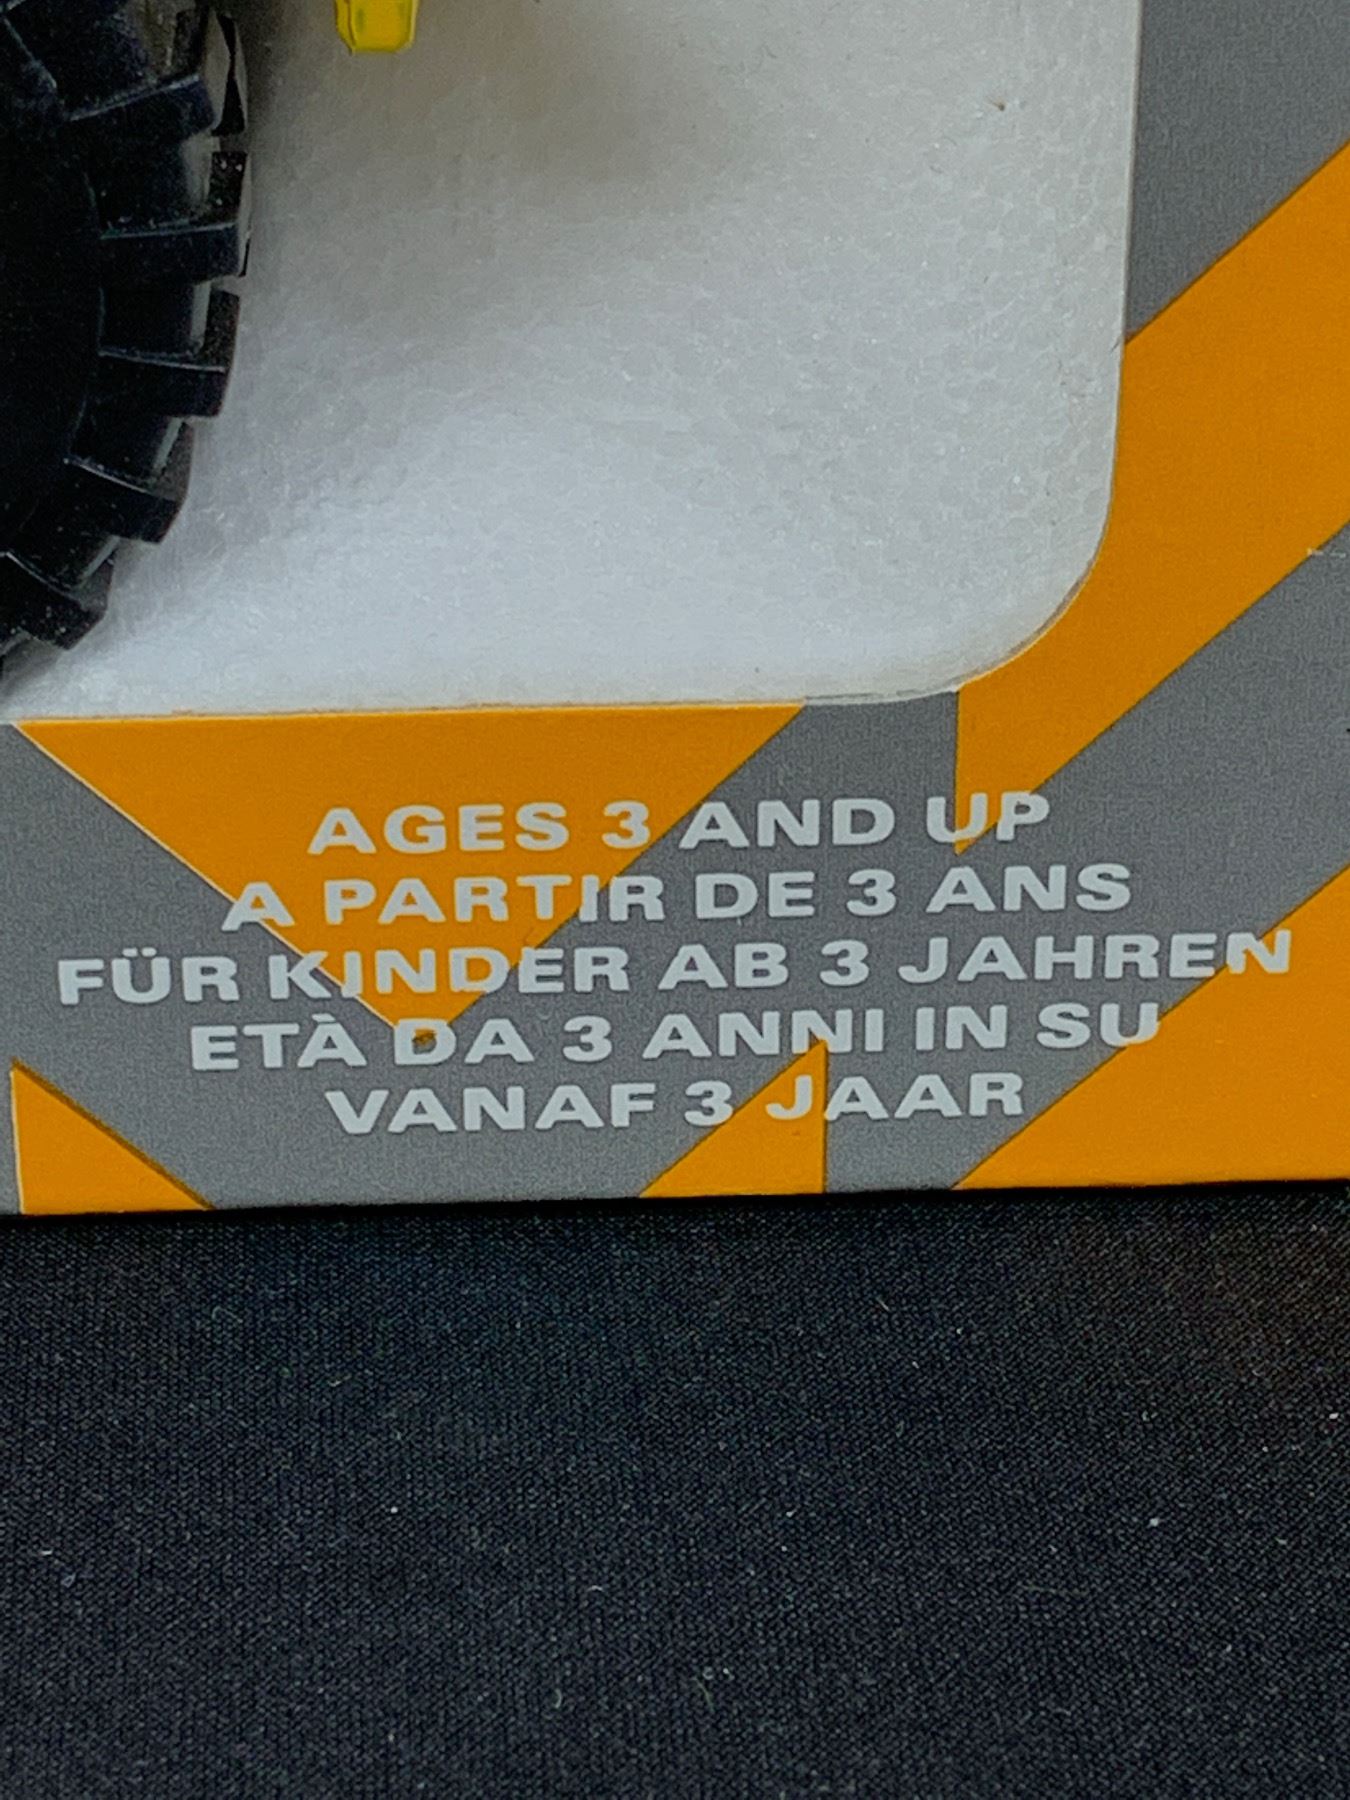 AGES 3 AND UP
A PARTIR DE 3 ANS
FÜR KINDER AB 3 JAHREN
ETÀ DA 3 ANNI IN SU
VANAF 3 JAAR